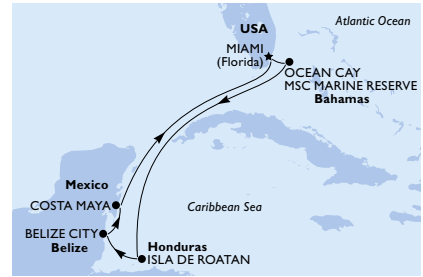 Atlantic Ocean
USA
MIAMI
(Florida)
OCEAN CAY
MSC MARINE RESERVE
Bahamas
Mexico
COSTA MAYA
Caribbean Sea
BELIZE CITY
Belize
Honduras
ISLA DE ROATAN